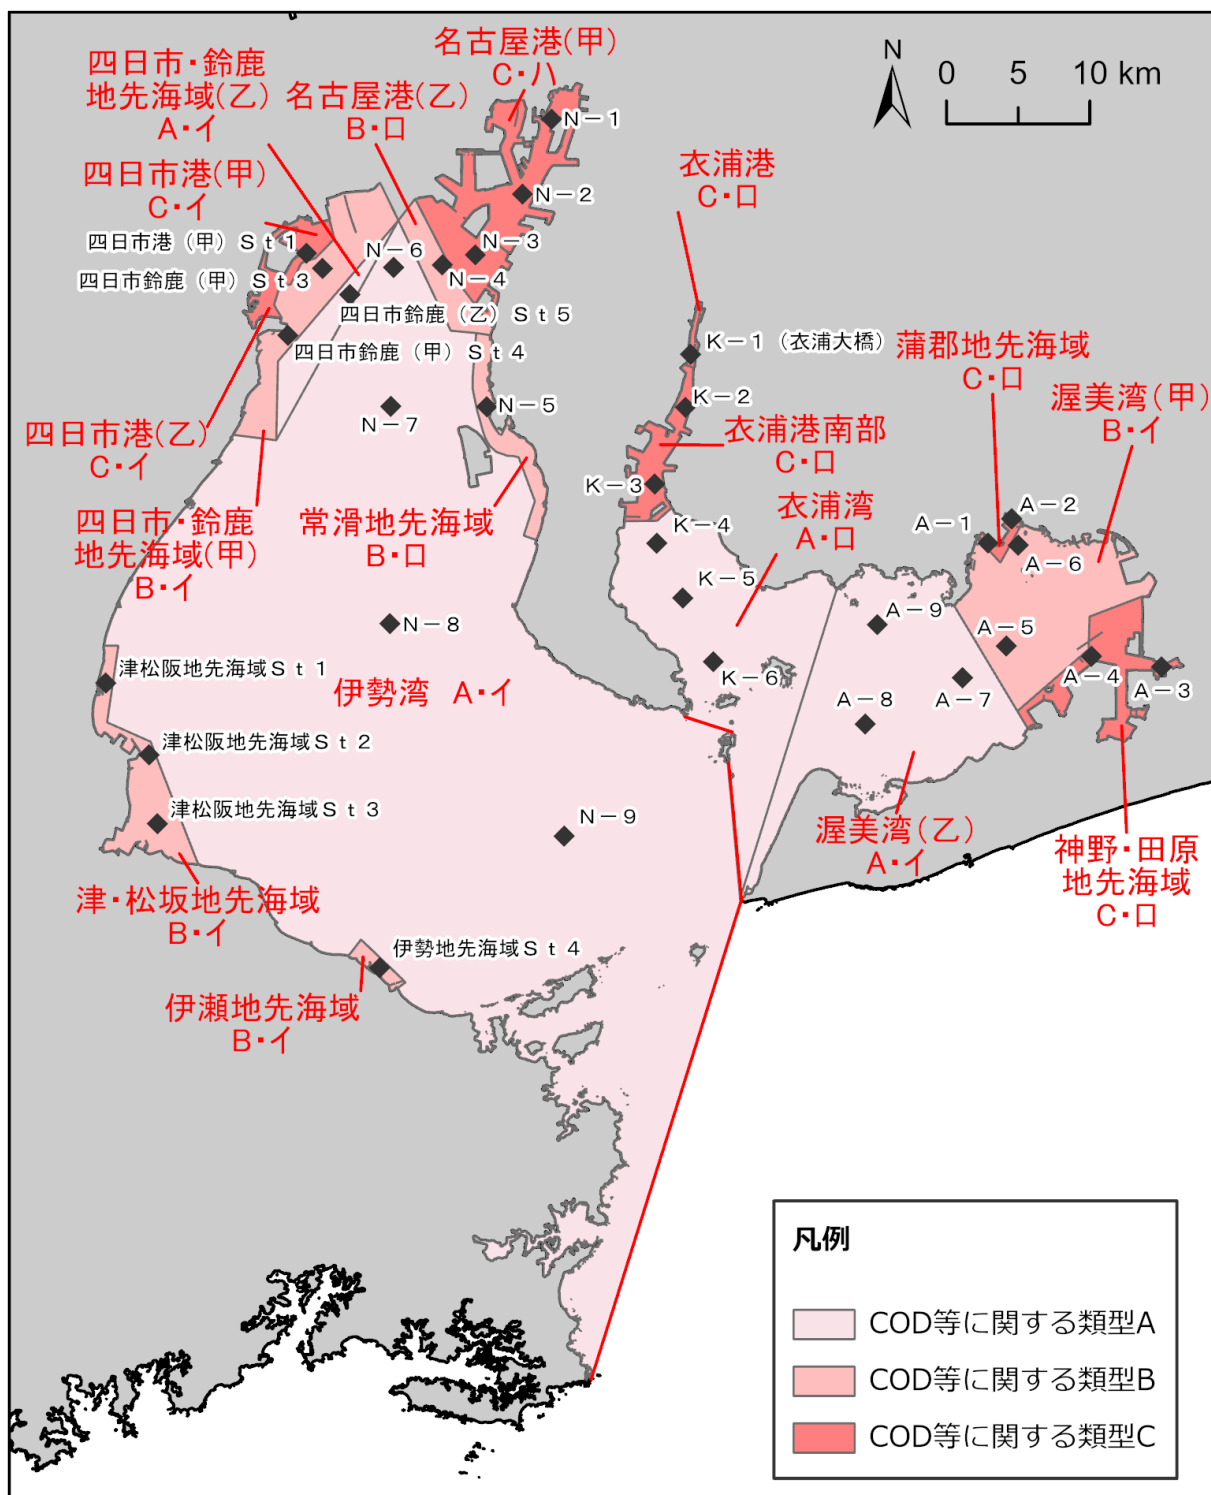 名古屋港(甲)
C・ハ
四日市・鈴鹿
地先海域(乙)
A・イ
名古屋港(乙)
B・ロ
N
0 5 10 km
N－1
衣浦港
C・ロ
四日市港(甲)
C・イ
N－2
四日市港（甲）Ｓｔ１
N－3
N－6
N－4
四日市鈴鹿（甲）Ｓｔ３
四日市鈴鹿（乙）Ｓｔ５
四日市鈴鹿（甲）Ｓｔ４
K－1（衣浦大橋）
蒲郡地先海域
C・ロ
K－2
N－5
N－7
渥美湾(甲)
B・イ
四日市港(乙)
C・イ
衣浦港南部
C・ロ
K－3
四日市・鈴鹿
地先海域(甲)
B・イ
常滑地先海域
B・ロ
衣浦湾
A・ロ
K－4
A－2
A－1
A－6
K－5
N－8
A－9
A－5
津松阪地先海域Ｓｔ１
伊勢湾 A・イ
K－6
A－7
A－4
A－3
A－8
津松阪地先海域Ｓｔ２
津松阪地先海域Ｓｔ３
N－9
渥美湾(乙)
A・イ
神野・田原
地先海域
C・ロ
津・松坂地先海域
B・イ
伊勢地先海域Ｓｔ４
伊瀬地先海域
B・イ
凡例
COD等に関する類型A
COD等に関する類型B
COD等に関する類型C